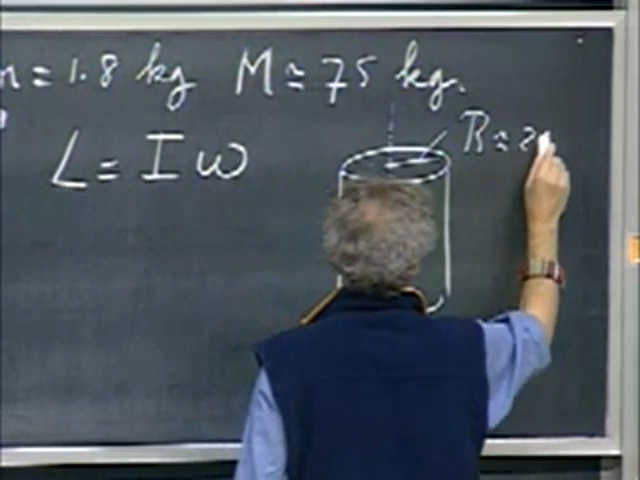 m = 1.8 kg M ≃ 75 kg.
L = I ω
R ≃ 2